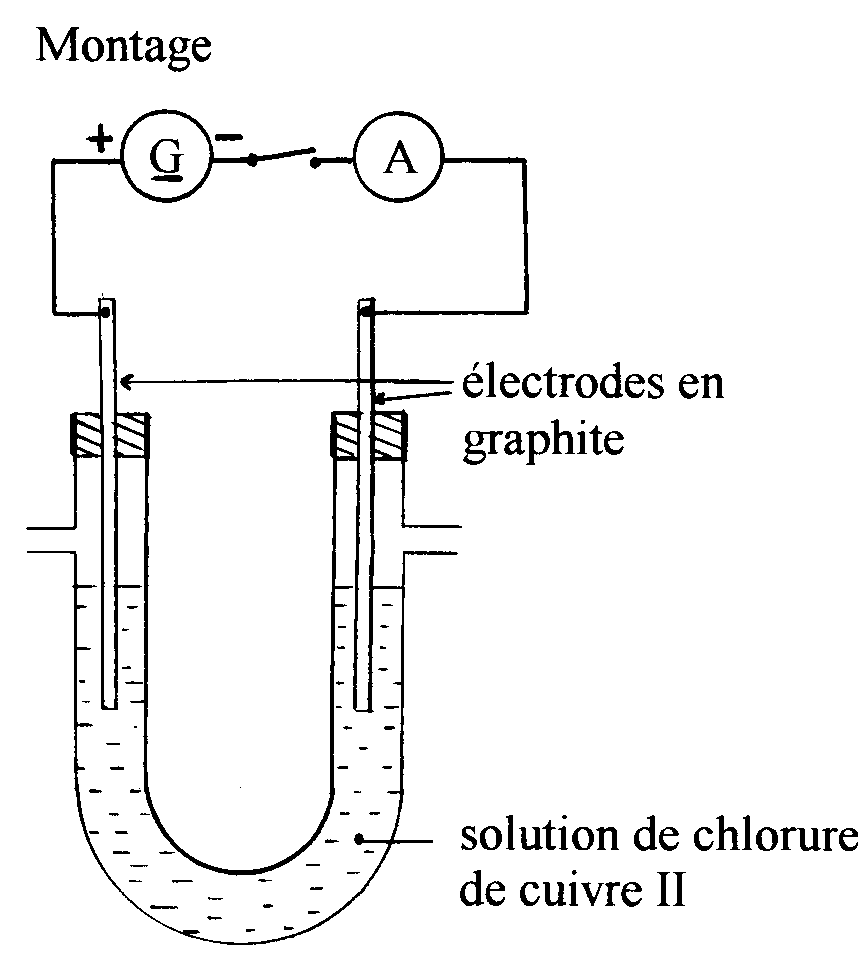 Montage
+ G − A
électrodes en
graphite
solution de chlorure
de cuivre II